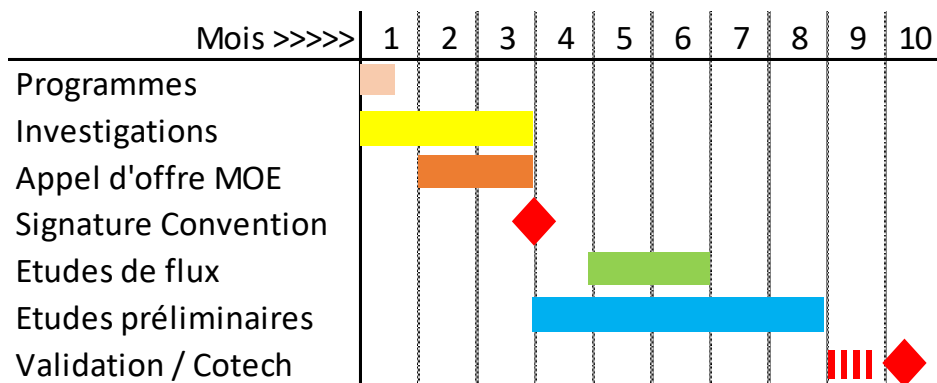 Mois >>>>> 1 2 3 4 5 6 7 8 9 10
Programmes
Investigations
Appel d'offre MOE
Signature Convention
Etudes de flux
Etudes préliminaires
Validation / Cotech